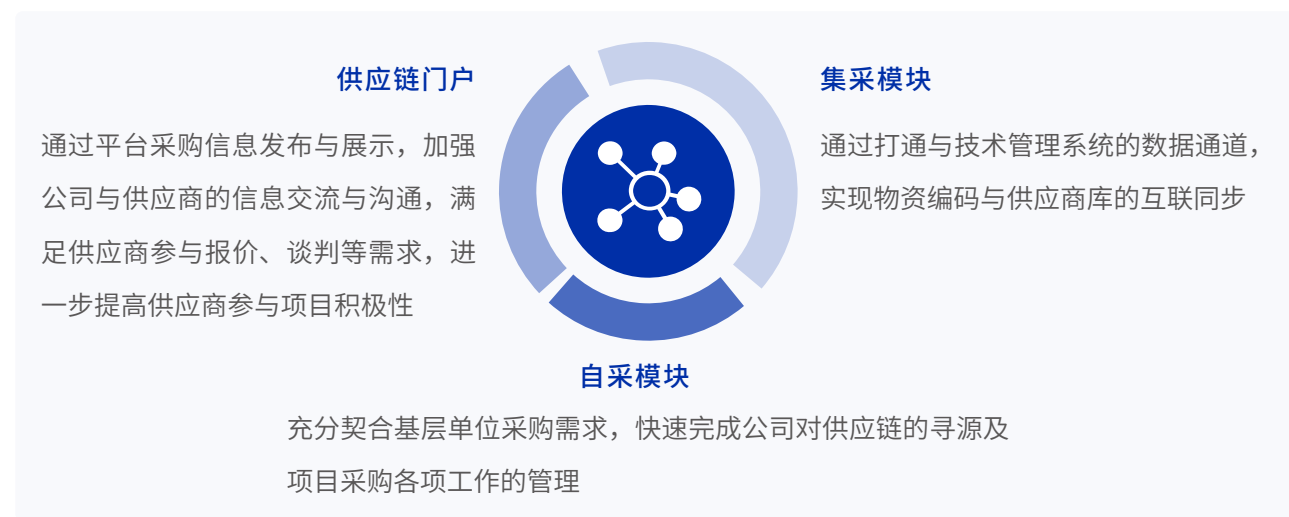 供应链门户
通过平台采购信息发布与展示，加强
公司与供应商的信息交流与沟通，满
足供应商参与报价、谈判等需求，进
一步提高供应商参与项目积极性
集采模块
通过打通与技术管理系统的数据通道，
实现物资编码与供应商库的互联同步
自采模块
充分契合基层单位采购需求，快速完成公司对供应链的寻源及
项目采购各项工作的管理